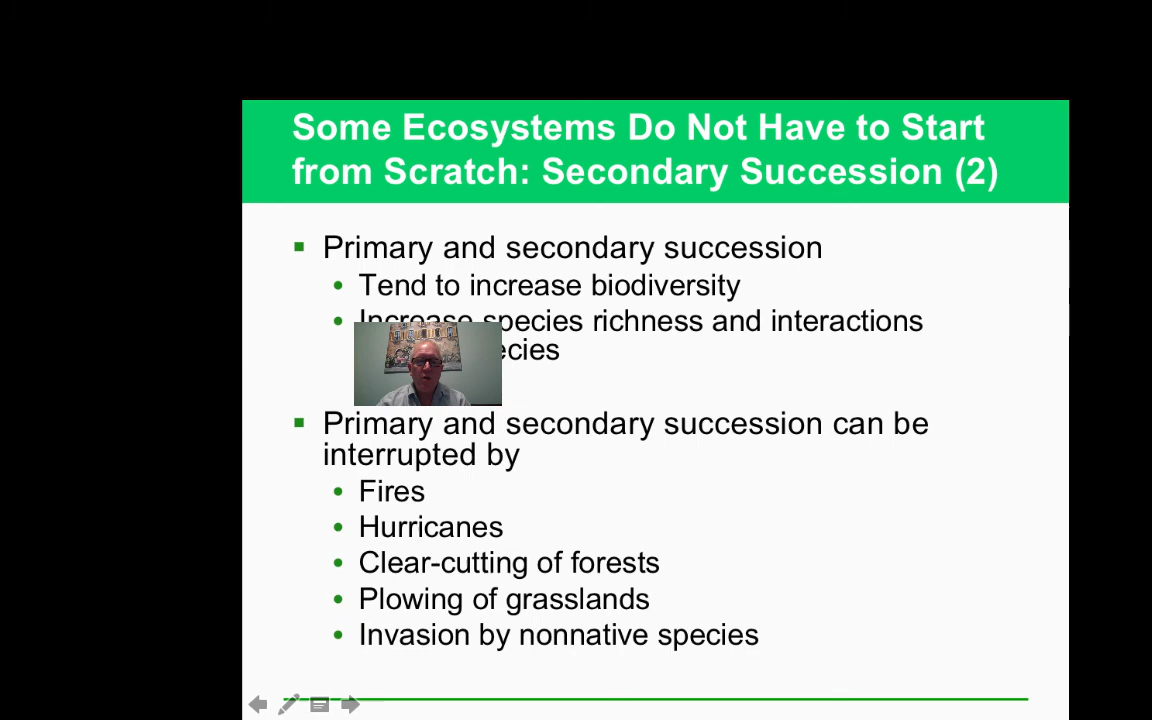 Some Ecosystems Do Not Have to Start
from Scratch: Secondary Succession (2)
Primary and secondary succession
Tend to increase biodiversity
Increase species richness and interactions
Primary and secondary succession can be
interrupted by
Fires
Hurricanes
Clear-cutting of forests
Plowing of grasslands
Invasion by nonnative species